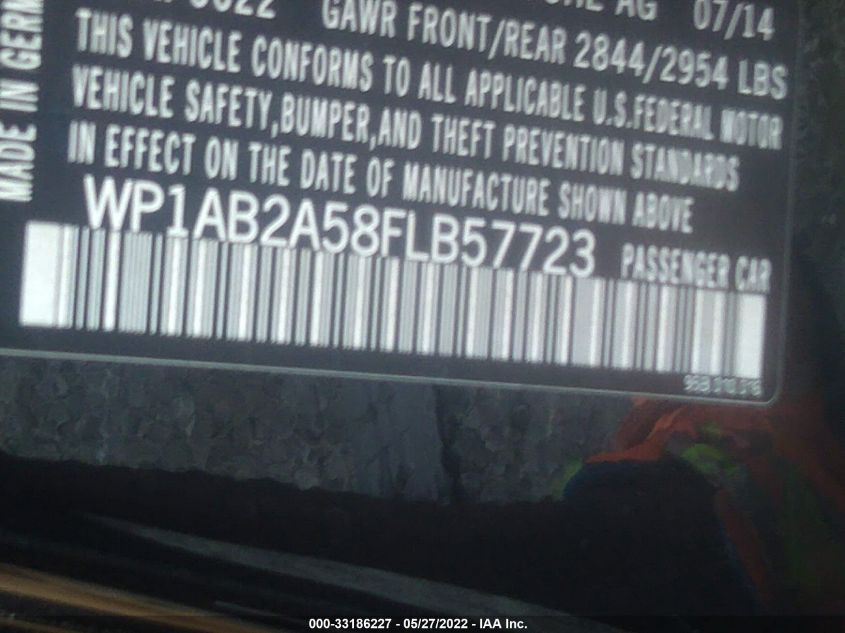 5022 AG 07/14
GAWR FRONT/REAR 2844/2954 LBS
THIS VEHICLE CONFORMS TO ALL APPLICABLE U.S.FEDERAL MOTOR
VEHICLE SAFETY,BUMPER,AND THEFT PREVENTION STANDARDS
IN EFFECT ON THE DATE OF MANUFACTURE SHOWN ABOVE
WP1AB2A58FLB57723 PASSENGER CAR
MADE IN GERM
000-33186227 - 05/27/2022 - IAA Inc.